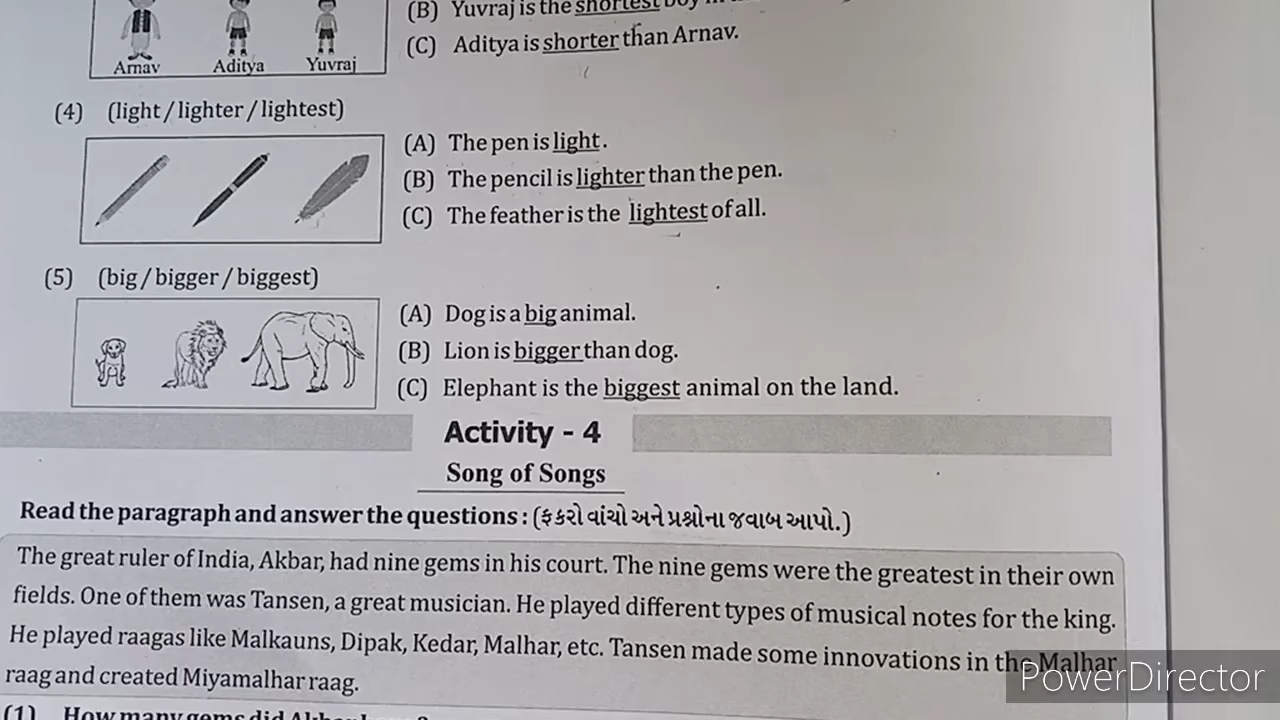 (B) Yuvraj is the shortest
Arnav Aditya Yuvraj
(C) Aditya is shorter than Arnav.
(4) (light / lighter / lightest)
(A) The pen is light.
(B) The pencil is lighter than the pen.
(C) The feather is the lightest of all.
(5) (big / bigger / biggest)
(A) Dog is a big animal.
(B) Lion is bigger than dog.
(C) Elephant is the biggest animal on the land.
Activity - 4
Song of Songs
Read the paragraph and answer the questions : (ફકરો વાંચો અને પ્રશ્નોના જવાબ આપો.)
The great ruler of India, Akbar, had nine gems in his court. The nine gems were the greatest in their own
fields. One of them was Tansen, a great musician. He played different types of musical notes for the king.
He played raagas like Malkauns, Dipak, Kedar, Malhar, etc. Tansen made some innovations in the Malhar
raag and created Miyamalhar raag.
(1) How many gems did
PowerDirector